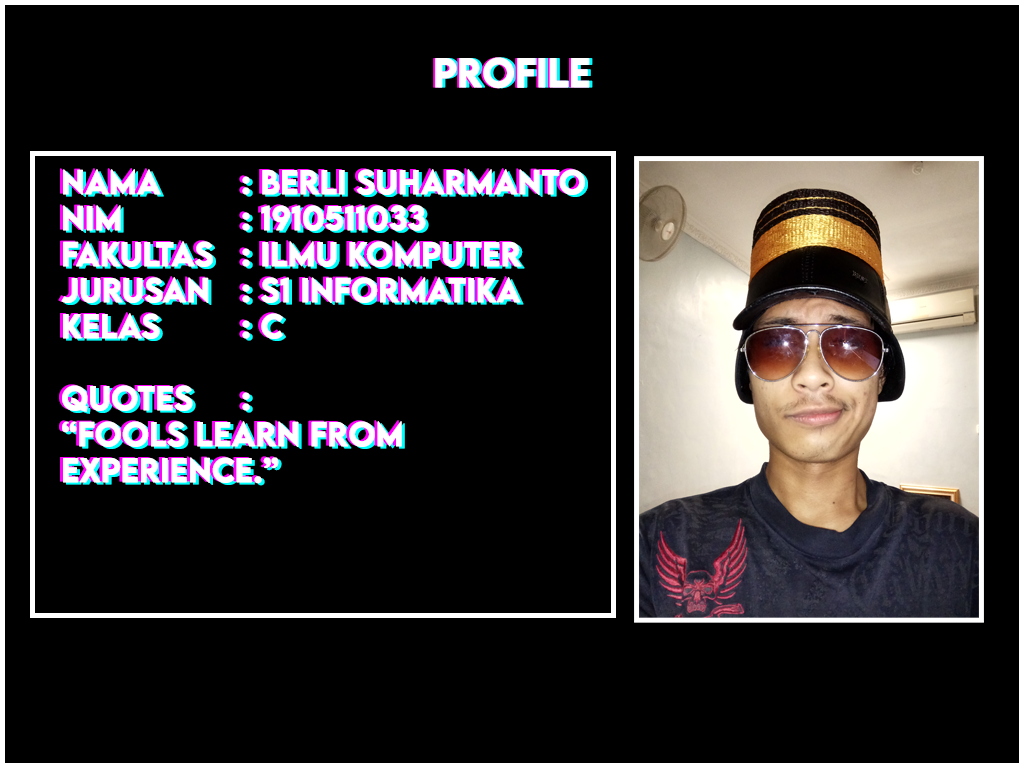 PROFILE
NAMA : BERLI SUHARMANTO
NIM : 1910511033
FAKULTAS : ILMU KOMPUTER
JURUSAN : S1 INFORMATIKA
KELAS : C
QUOTES :
“FOOLS LEARN FROM
EXPERIENCE.”